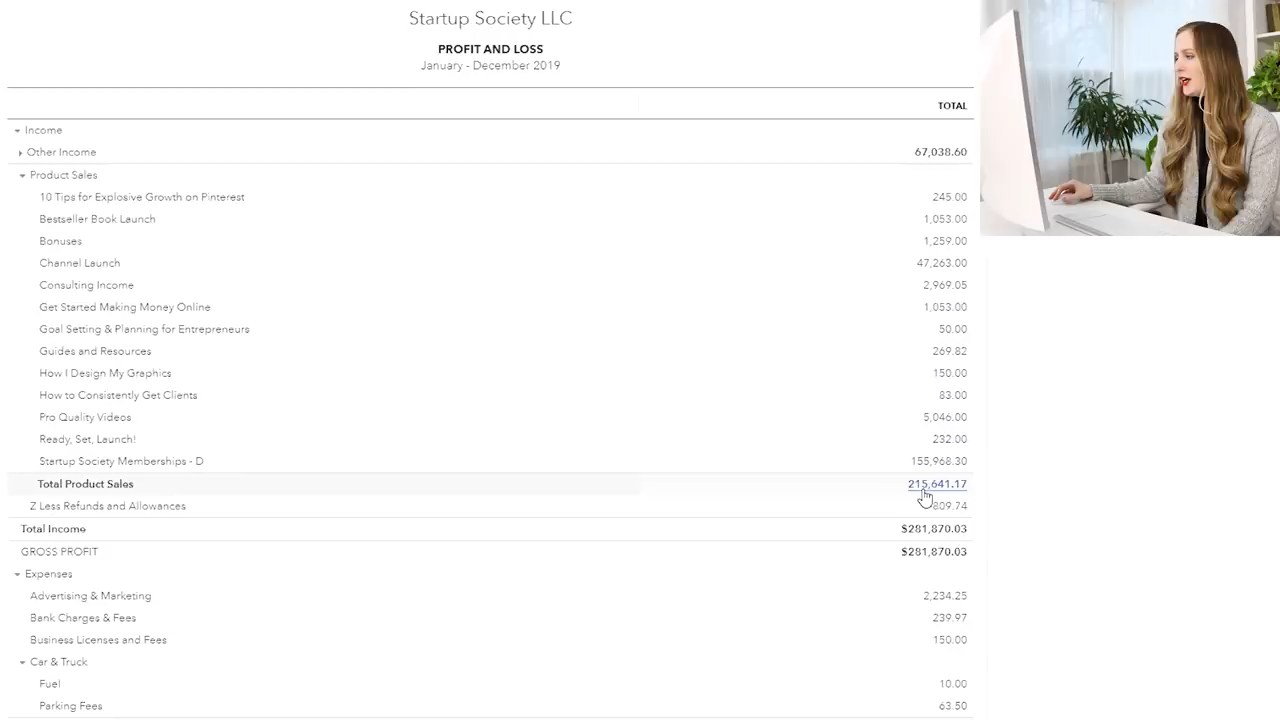 Startup Society LLC
PROFIT AND LOSS
January - December 2019
TOTAL
Income
Other Income 67,038.60
Product Sales
10 Tips for Explosive Growth on Pinterest 245.00
Bestseller Book Launch 1,053.00
Bonuses 1,259.00
Channel Launch 47,263.00
Consulting Income 2,969.05
Get Started Making Money Online 1,053.00
Goal Setting & Planning for Entrepreneurs 50.00
Guides and Resources 269.82
How I Design My Graphics 150.00
How to Consistently Get Clients 83.00
Pro Quality Videos 5,046.00
Ready, Set, Launch! 232.00
Startup Society Memberships - D 155,968.30
Total Product Sales 215,641.17
Z Less Refunds and Allowances 809.74
Total Income $281,870.03
GROSS PROFIT $281,870.03
Expenses
Advertising & Marketing 2,234.25
Bank Charges & Fees 239.97
Business Licenses and Fees 150.00
Car & Truck
Fuel 10.00
Parking Fees 63.50